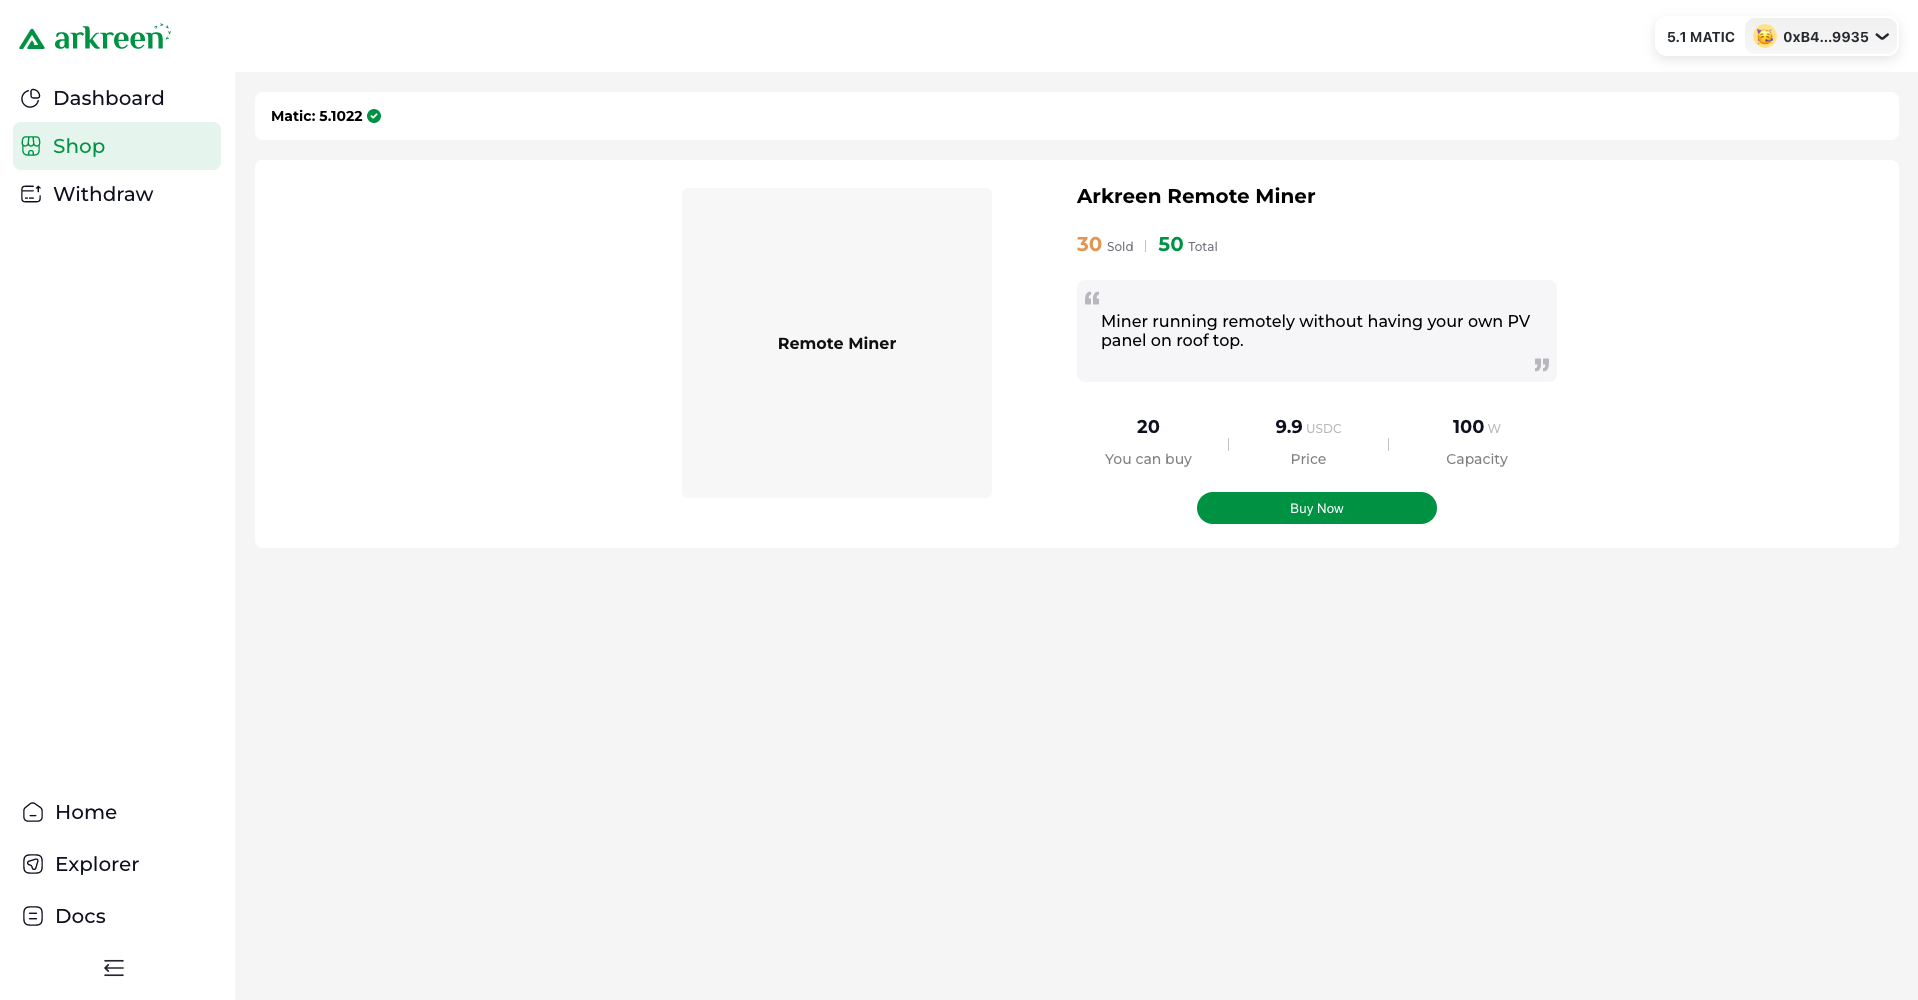 arkreen
5.1 MATIC 0xB4...9935
Dashboard
Shop
Withdraw
Matic: 5.1022
Remote Miner
Arkreen Remote Miner
30 Sold 50 Total
“
Miner running remotely without having your own PV
panel on roof top.
”
20 9.9 USDC 100 W
You can buy Price Capacity
Buy Now
Home
Explorer
Docs